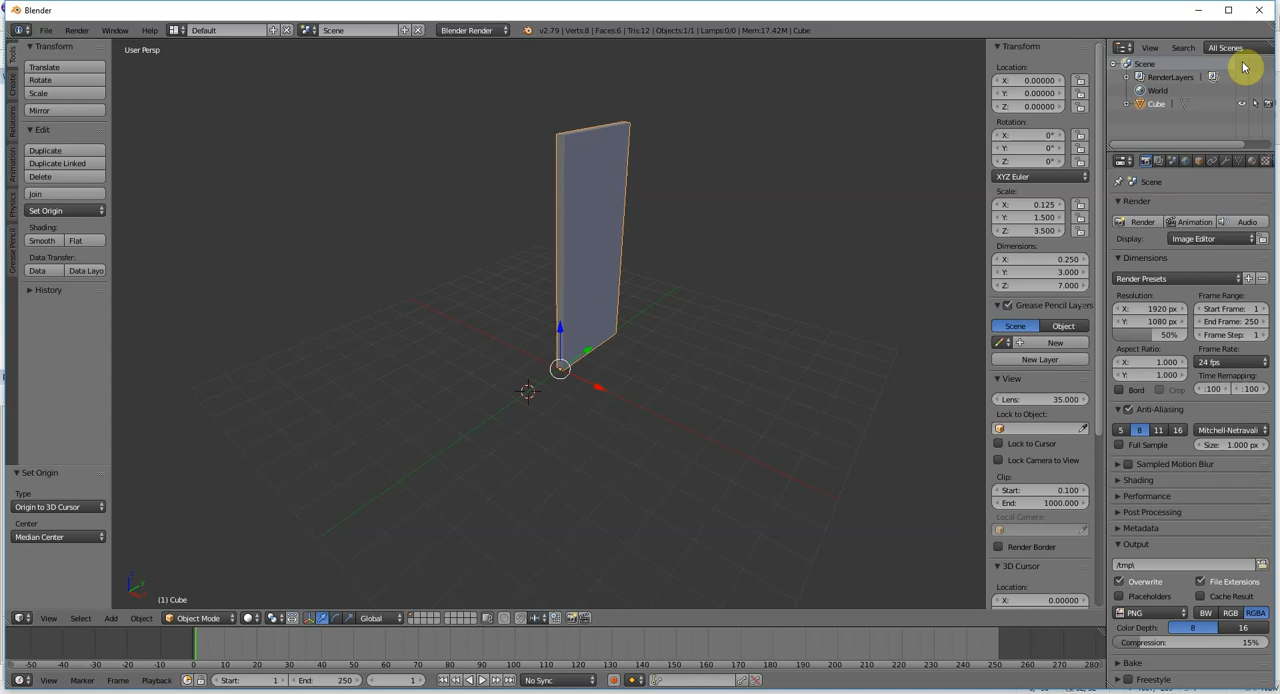 Blender
File Render Window Help Default Scene Blender Render v2.79 | Verts:8 | Faces:6 | Tris:12 | Objects:1/1 | Lamps:0/0 | Mem:17.42M | Cube
Tools
Create
Relations
Animation
Physics
Grease Pencil
Transform
Translate
Rotate
Scale
Mirror
Edit
Duplicate
Duplicate Linked
Delete
Join
Set Origin
Shading:
Smooth Flat
Data Transfer:
Data Data Layo
History
Set Origin
Type
Origin to 3D Cursor
Center
Median Center
User Persp
(1) Cube
Transform
Location:
X: 0.00000
Y: 0.00000
Z: 0.00000
Rotation:
X: 0°
Y: 0°
Z: 0°
XYZ Euler
Scale:
X: 0.125
Y: 1.500
Z: 3.500
Dimensions:
X: 0.250
Y: 3.000
Z: 7.000
Grease Pencil Layers
Scene Object
New
New Layer
View
Lens: 35.000
Lock to Object:
Lock to Cursor
Lock Camera to View
Clip:
Start: 0.100
End: 1000.000
Local Camera:
Render Border
3D Cursor
Location:
X: 0.00000
View Search All Scenes
Scene
RenderLayers
World
Cube
Scene
Render
Render Animation Audio
Display: Image Editor
Dimensions
Render Presets
Resolution: Frame Range:
X: 1920 px Start Frame: 1
Y: 1080 px End Frame: 250
50% Frame Step: 1
Aspect Ratio: Frame Rate:
X: 1.000 24 fps
Y: 1.000 Time Remapping:
Bord Crop :100 :100
Anti-Aliasing
5 8 11 16 Mitchell-Netravali
Full Sample Size: 1.000 px
Sampled Motion Blur
Shading
Performance
Post Processing
Metadata
Output
/tmp\
Overwrite File Extensions
Placeholders Cache Result
PNG BW RGB RGBA
Color Depth: 8 16
Compression: 15%
Bake
Freestyle
View Select Add Object Object Mode Global
-50 -40 -30 -20 -10 0 10 20 30 40 50 60 70 80 90 100 110 120 130 140 150 160 170 180 190 200 210 220 230 240 250 260 270 280
View Marker Frame Playback Start: 1 End: 250 1 No Sync